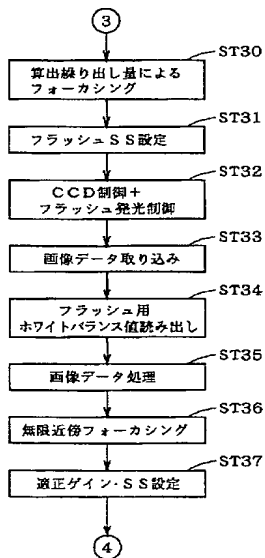 3
ST30
算出繰り出し量による
フォーカシング
ST31
フラッシュSS設定
ST32
CCD制御+
フラッシュ発光制御
ST33
画像データ取り込み
ST34
フラッシュ用
ホワイトバランス値読み出し
ST35
画像データ処理
ST36
無限近傍フォーカシング
ST37
適正ゲイン・SS設定
4